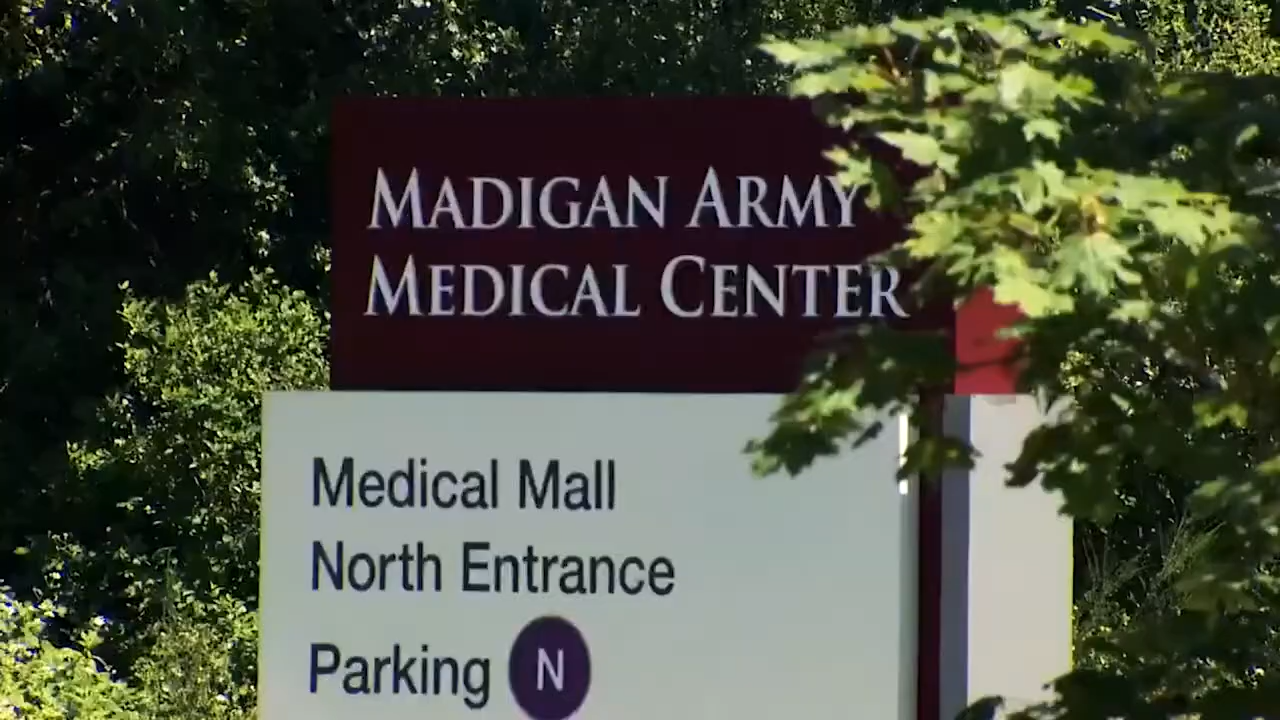 MADIGAN ARMY
MEDICAL CENTER
Medical Mall
North Entrance
Parking N